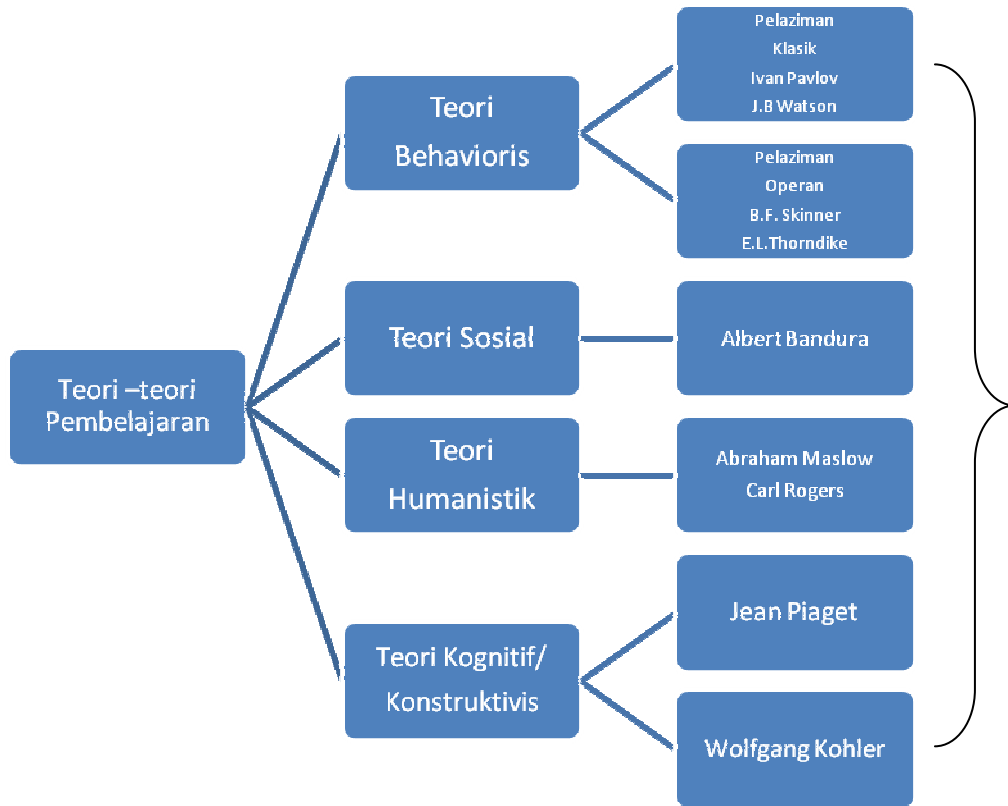 Teori –teori
Pembelajaran
Teori
Behavioris
Pelaziman
Klasik
Ivan Pavlov
J.B Watson
Pelaziman
Operan
B.F. Skinner
E.L.Thorndike
Teori Sosial
Albert Bandura
Teori
Humanistik
Abraham Maslow
Carl Rogers
Teori Kognitif/
Konstruktivis
Jean Piaget
Wolfgang Kohler